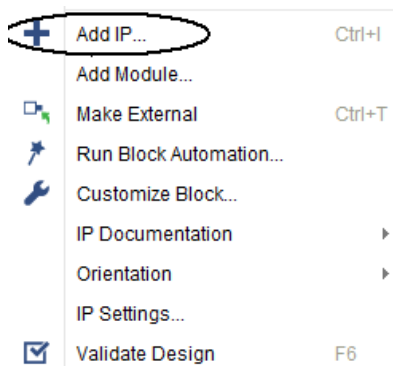 Add IP... Ctrl+I
Add Module...
Make External Ctrl+T
Run Block Automation...
Customize Block...
IP Documentation
Orientation
IP Settings...
Validate Design F6